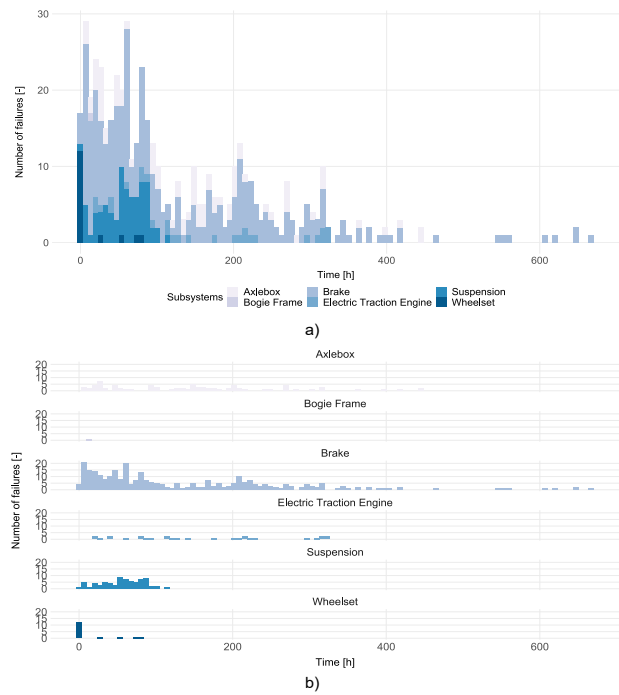 30
20
10
0
Number of failures [-]
0 200 400 600
Time [h]
Subsystems
Axlebox Brake Suspension
Bogie Frame Electric Traction Engine Wheelset
a)
Axlebox
20
15
10
5
0
Bogie Frame
20
15
10
5
0
Brake
20
15
10
5
0
Number of failures [-]
Electric Traction Engine
20
15
10
5
0
Suspension
20
15
10
5
0
Wheelset
20
15
10
5
0
0 200 400 600
Time [h]
b)